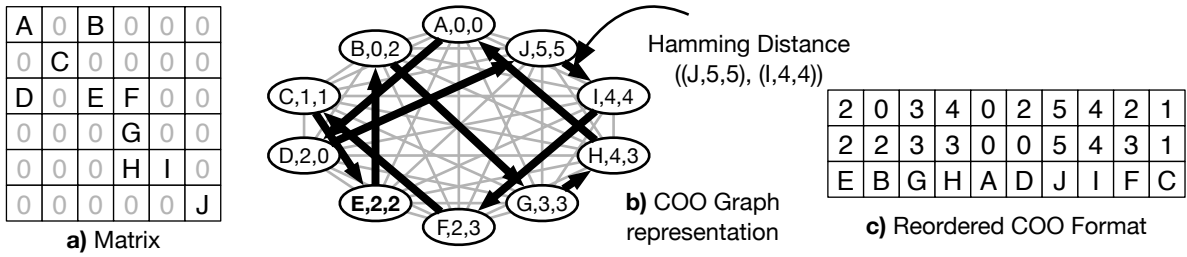 A 0 B 0 0 0
0 C 0 0 0 0
D 0 E F 0 0
0 0 0 G 0 0
0 0 0 H I 0
0 0 0 0 0 J
a) Matrix
A,0,0
B,0,2
J,5,5
C,1,1
I,4,4
D,2,0
H,4,3
E,2,2
G,3,3
F,2,3
Hamming Distance
((J,5,5), (I,4,4))
b) COO Graph
representation
2 0 3 4 0 2 5 4 2 1
2 2 3 3 0 0 5 4 3 1
E B G H A D J I F C
c) Reordered COO Format